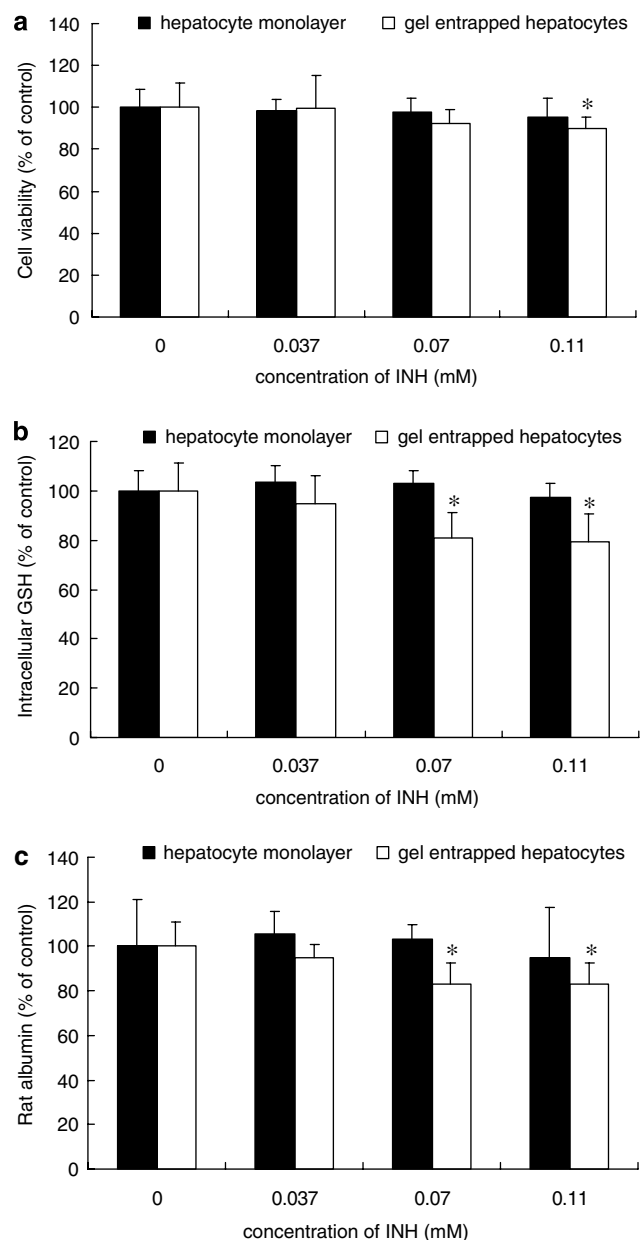 a
hepatocyte monolayer gel entrapped hepatocytes
Cell viability (% of control)
140
120
100
80
60
40
20
0
*
0 0.037 0.07 0.11
concentration of INH (mM)
b
hepatocyte monolayer gel entrapped hepatocytes
Intracellular GSH (% of control)
120
100
80
60
40
20
0
* *
0 0.037 0.07 0.11
concentration of INH (mM)
c
hepatocyte monolayer gel entrapped hepatocytes
Rat albumin (% of control)
140
120
100
80
60
40
20
0
* *
0 0.037 0.07 0.11
concentration of INH (mM)